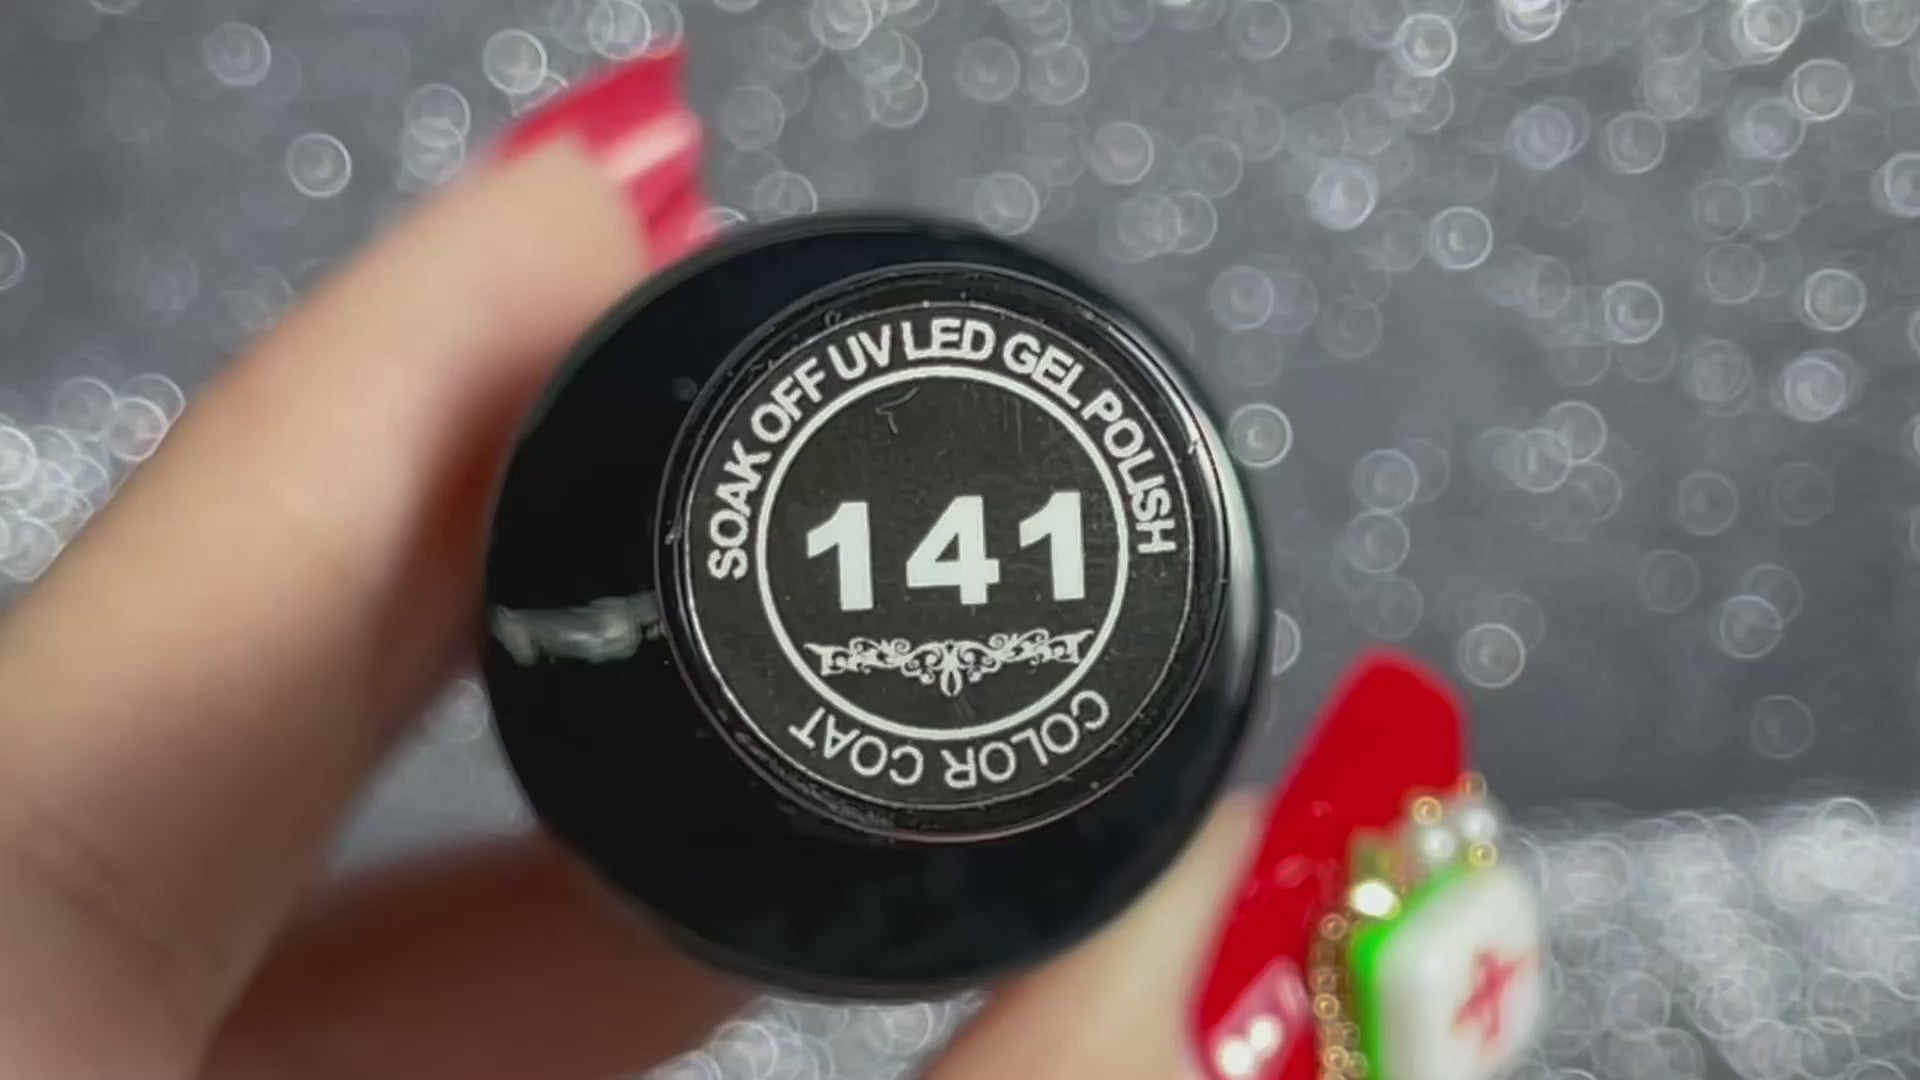 SOAK OFF UV LED GEL POLISH
141
COLOR COAT